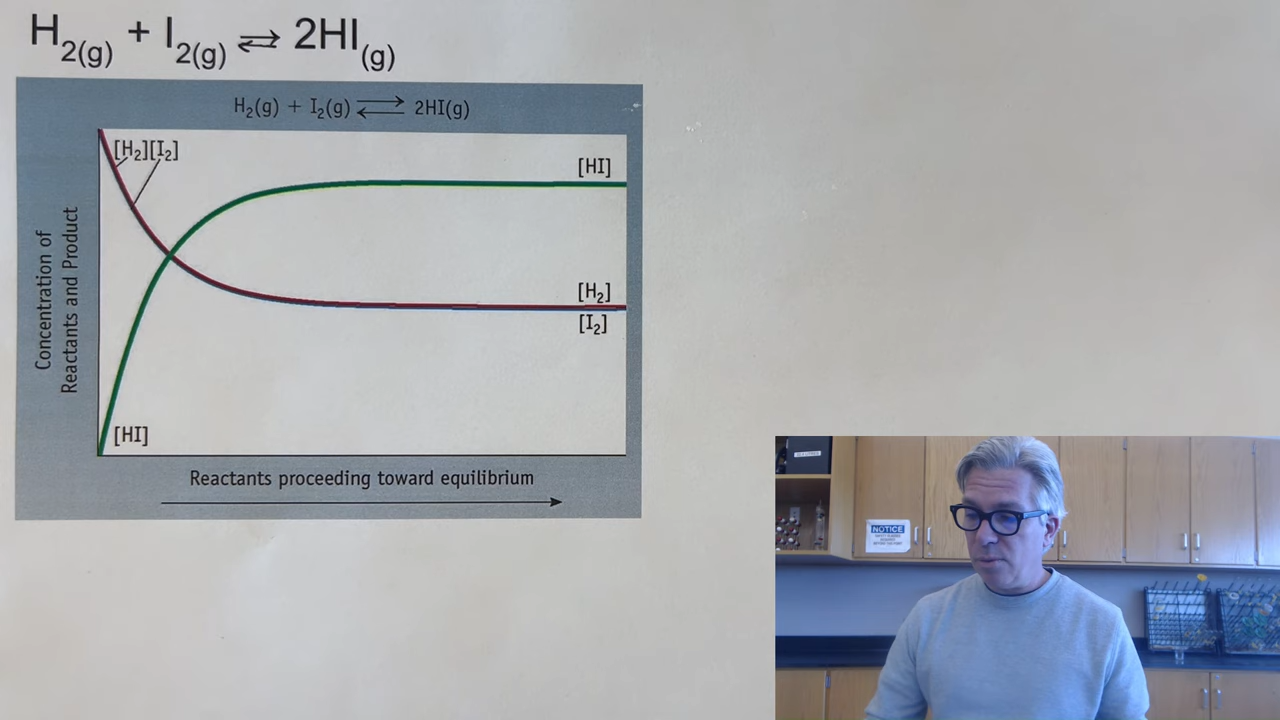 H₂(g) + I₂(g) ⇌ 2HI(g)
H₂(g) + I₂(g) ⇌ 2HI(g)
[H₂][I₂]
[HI]
[H₂]
[I₂]
[HI]
Concentration of
Reactants and Product
Reactants proceeding toward equilibrium
NOTICE